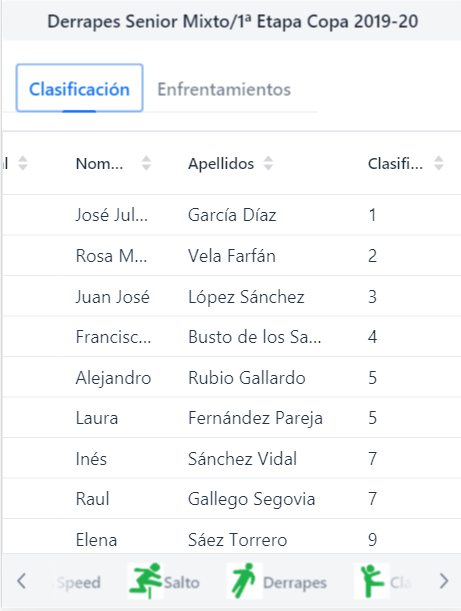 Derrapes Senior Mixto/1ª Etapa Copa 2019-20
Clasificación Enfrentamientos
l Nom... Apellidos Clasifi...
José Jul... García Díaz 1
Rosa M... Vela Farfán 2
Juan José López Sánchez 3
Francisc... Busto de los Sa... 4
Alejandro Rubio Gallardo 5
Laura Fernández Pareja 5
Inés Sánchez Vidal 7
Raul Gallego Segovia 7
Elena Sáez Torrero 9
Speed Salto Derrapes Cla